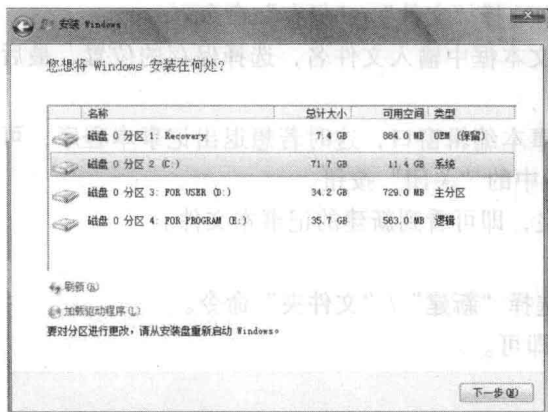 安装 Windows
您想将 Windows 安装在何处?
名称 总计大小 可用空间 类型
磁盘 0 分区 1: Recovery 7.4 GB 884.0 MB OEM (保留)
磁盘 0 分区 2 (C:) 71.7 GB 11.4 GB 系统
磁盘 0 分区 3: FOR USER (D:) 34.2 GB 729.0 MB 主分区
磁盘 0 分区 4: FOR PROGRAM (E:) 35.7 GB 563.0 MB 逻辑
刷新(R)
加载驱动程序(L)
要对分区进行更改，请从安装盘重新启动 Windows。
下一步(N)